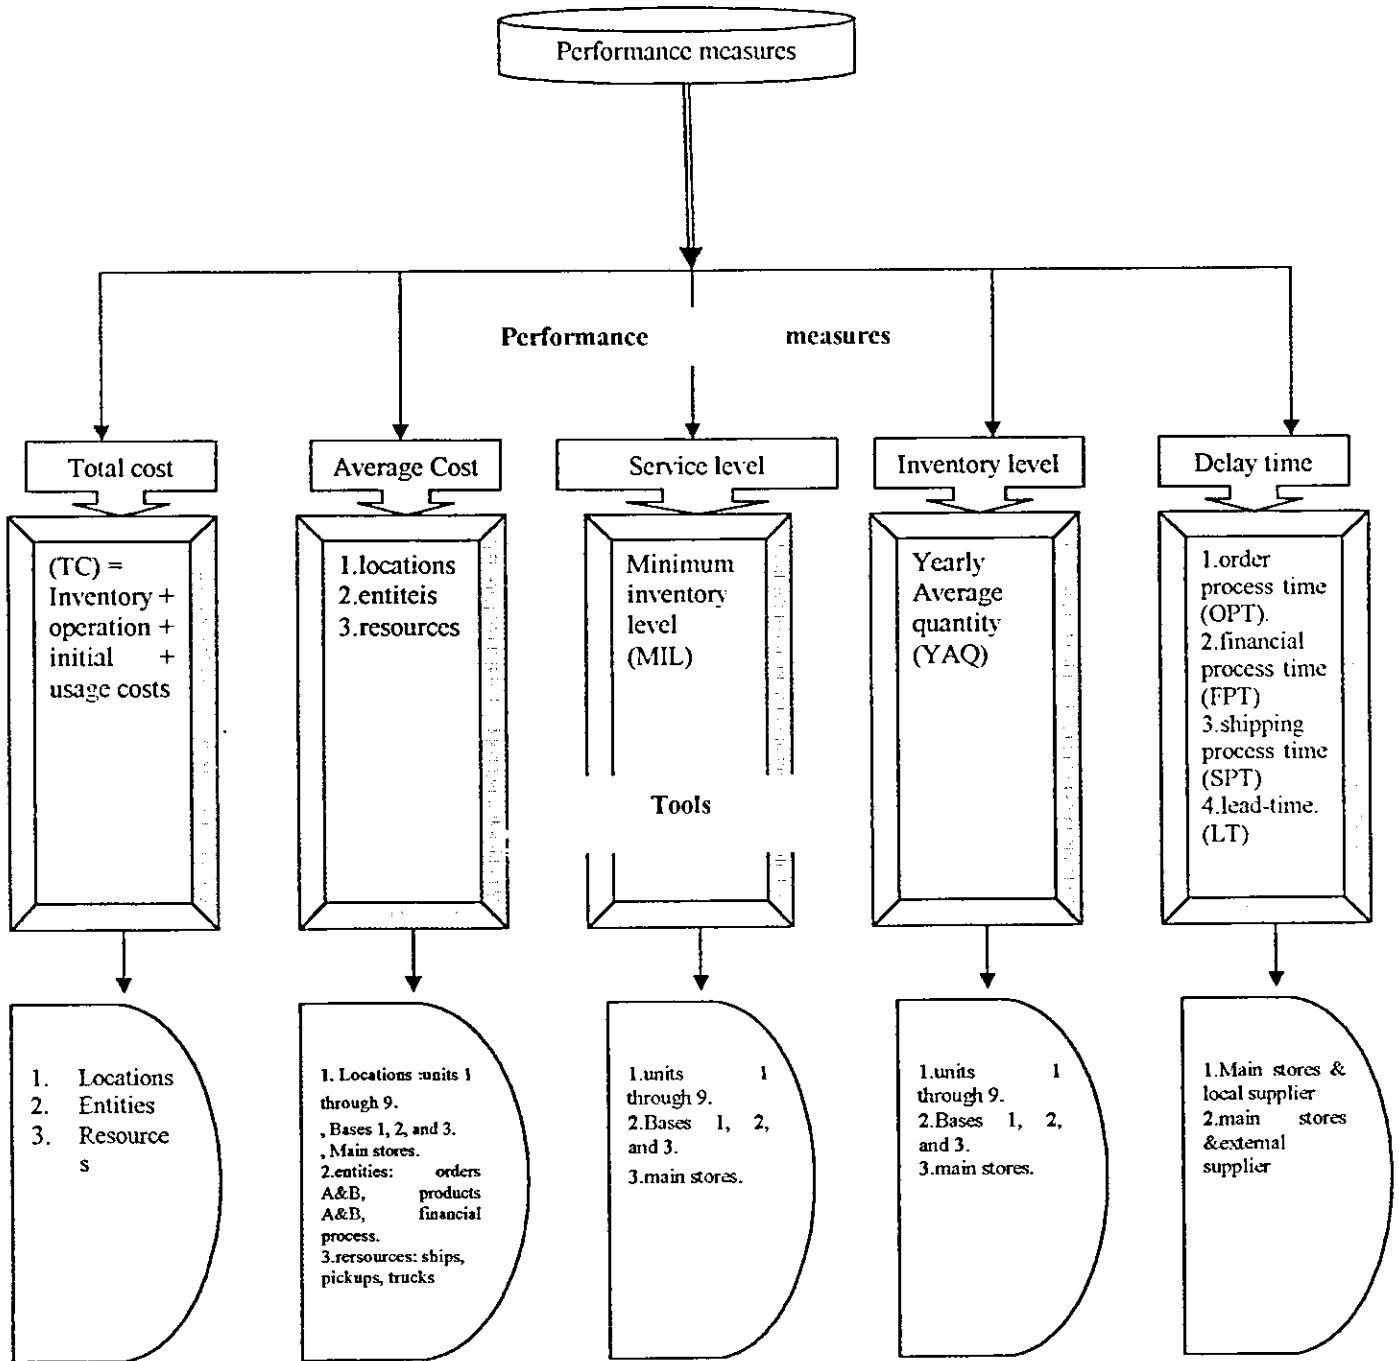 Performance measures
Performance measures
Total cost
Average Cost
Service level
Inventory level
Delay time
(TC) =
Inventory +
operation +
initial +
usage costs
1.locations
2.entiteis
3.resources
Minimum
inventory
level
(MIL)
Yearly
Average
quantity
(YAQ)
1.order
process time
(OPT).
2.financial
process time
(FPT)
3.shipping
process time
(SPT)
4.lead-time.
(LT)
Tools
1. Locations
2. Entities
3. Resource
s
1. Locations :units 1
through 9.
, Bases 1, 2, and 3.
, Main stores.
2.entities: orders
A&B, products
A&B, financial
process.
3.rersources: ships,
pickups, trucks
1.units 1
through 9.
2.Bases 1, 2,
and 3.
3.main stores.
1.units 1
through 9.
2.Bases 1, 2,
and 3.
3.main stores.
1.Main stores &
local supplier
2.main stores
&external
supplier